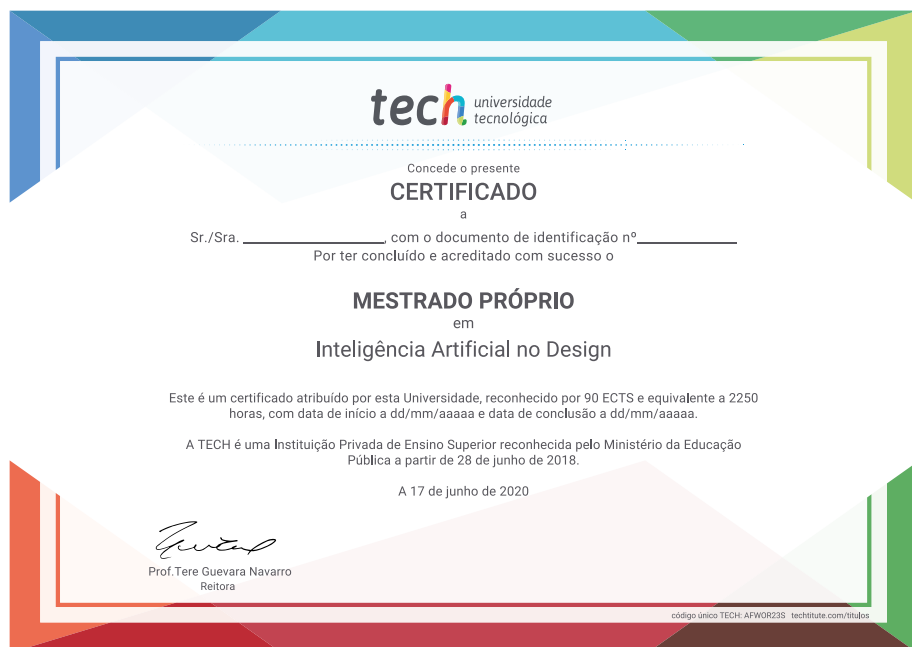 tech universidade
tecnológica
Concede o presente
CERTIFICADO
a
Sr./Sra. ________________, com o documento de identificação nº____________
Por ter concluído e acreditado com sucesso o
MESTRADO PRÓPRIO
em
Inteligência Artificial no Design
Este é um certificado atribuído por esta Universidade, reconhecido por 90 ECTS e equivalente a 2250
horas, com data de início a dd/mm/aaaaa e data de conclusão a dd/mm/aaaaa.
A TECH é uma Instituição Privada de Ensino Superior reconhecida pelo Ministério da Educação
Pública a partir de 28 de junho de 2018.
A 17 de junho de 2020
Prof.Tere Guevara Navarro
Reitora
código único TECH: AFWOR23S techtitute.com/titulos